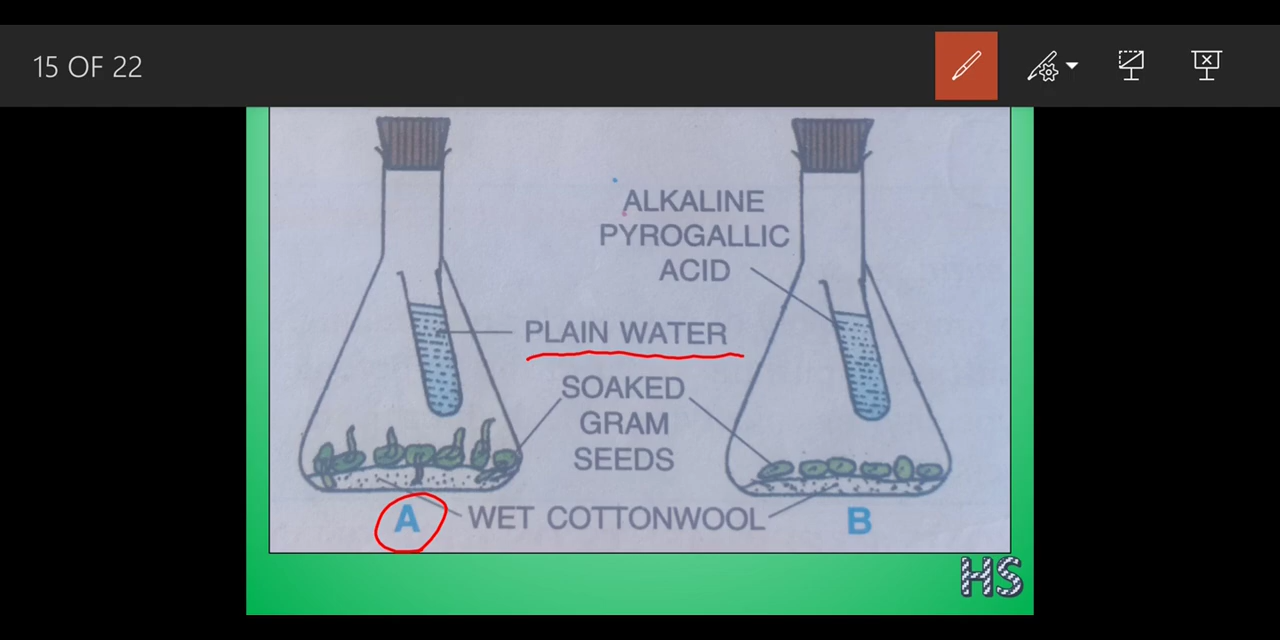 15 OF 22
ALKALINE
PYROGALLIC
ACID
PLAIN WATER
SOAKED
GRAM
SEEDS
WET COTTONWOOL
A
B
HS